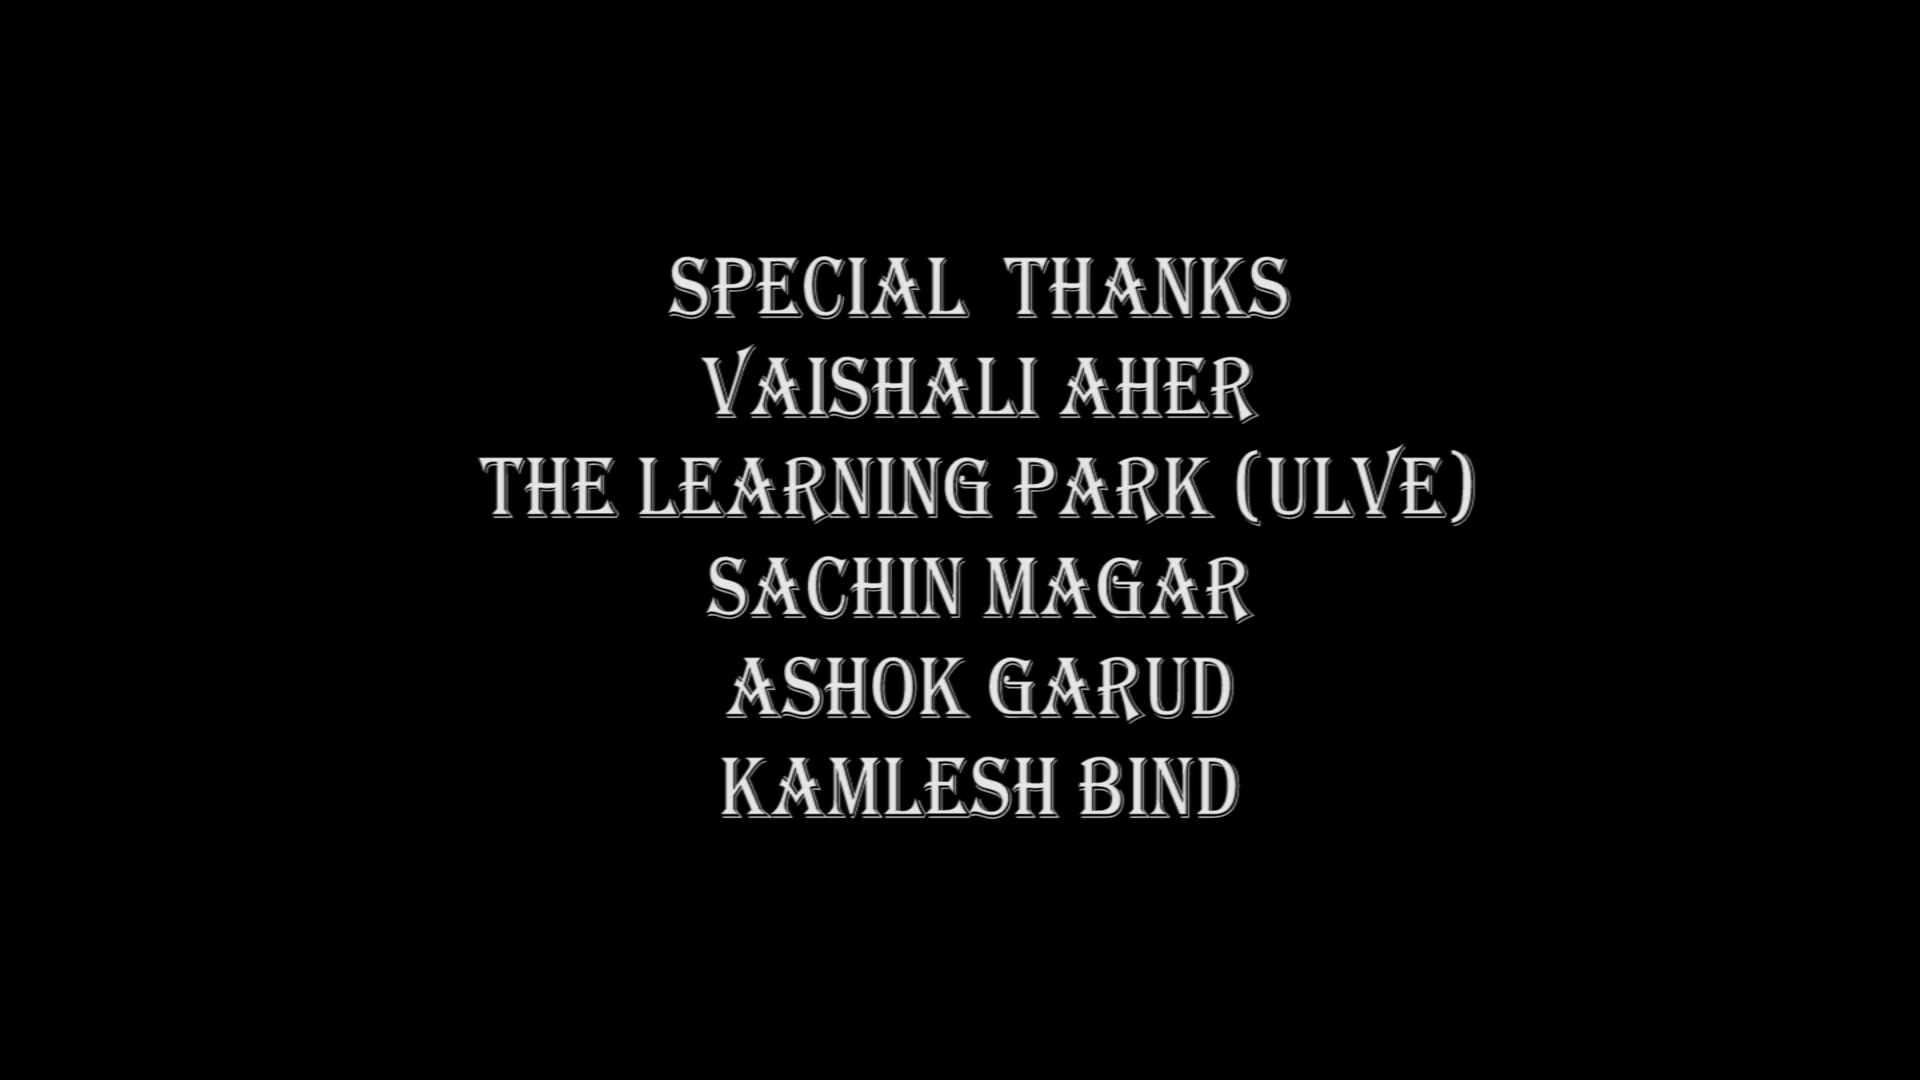 SPECIAL THANKS
VAISHALI AHER
THE LEARNING PARK (ULVE)
SACHIN MAGAR
ASHOK GARUD
KAMLESH BIND